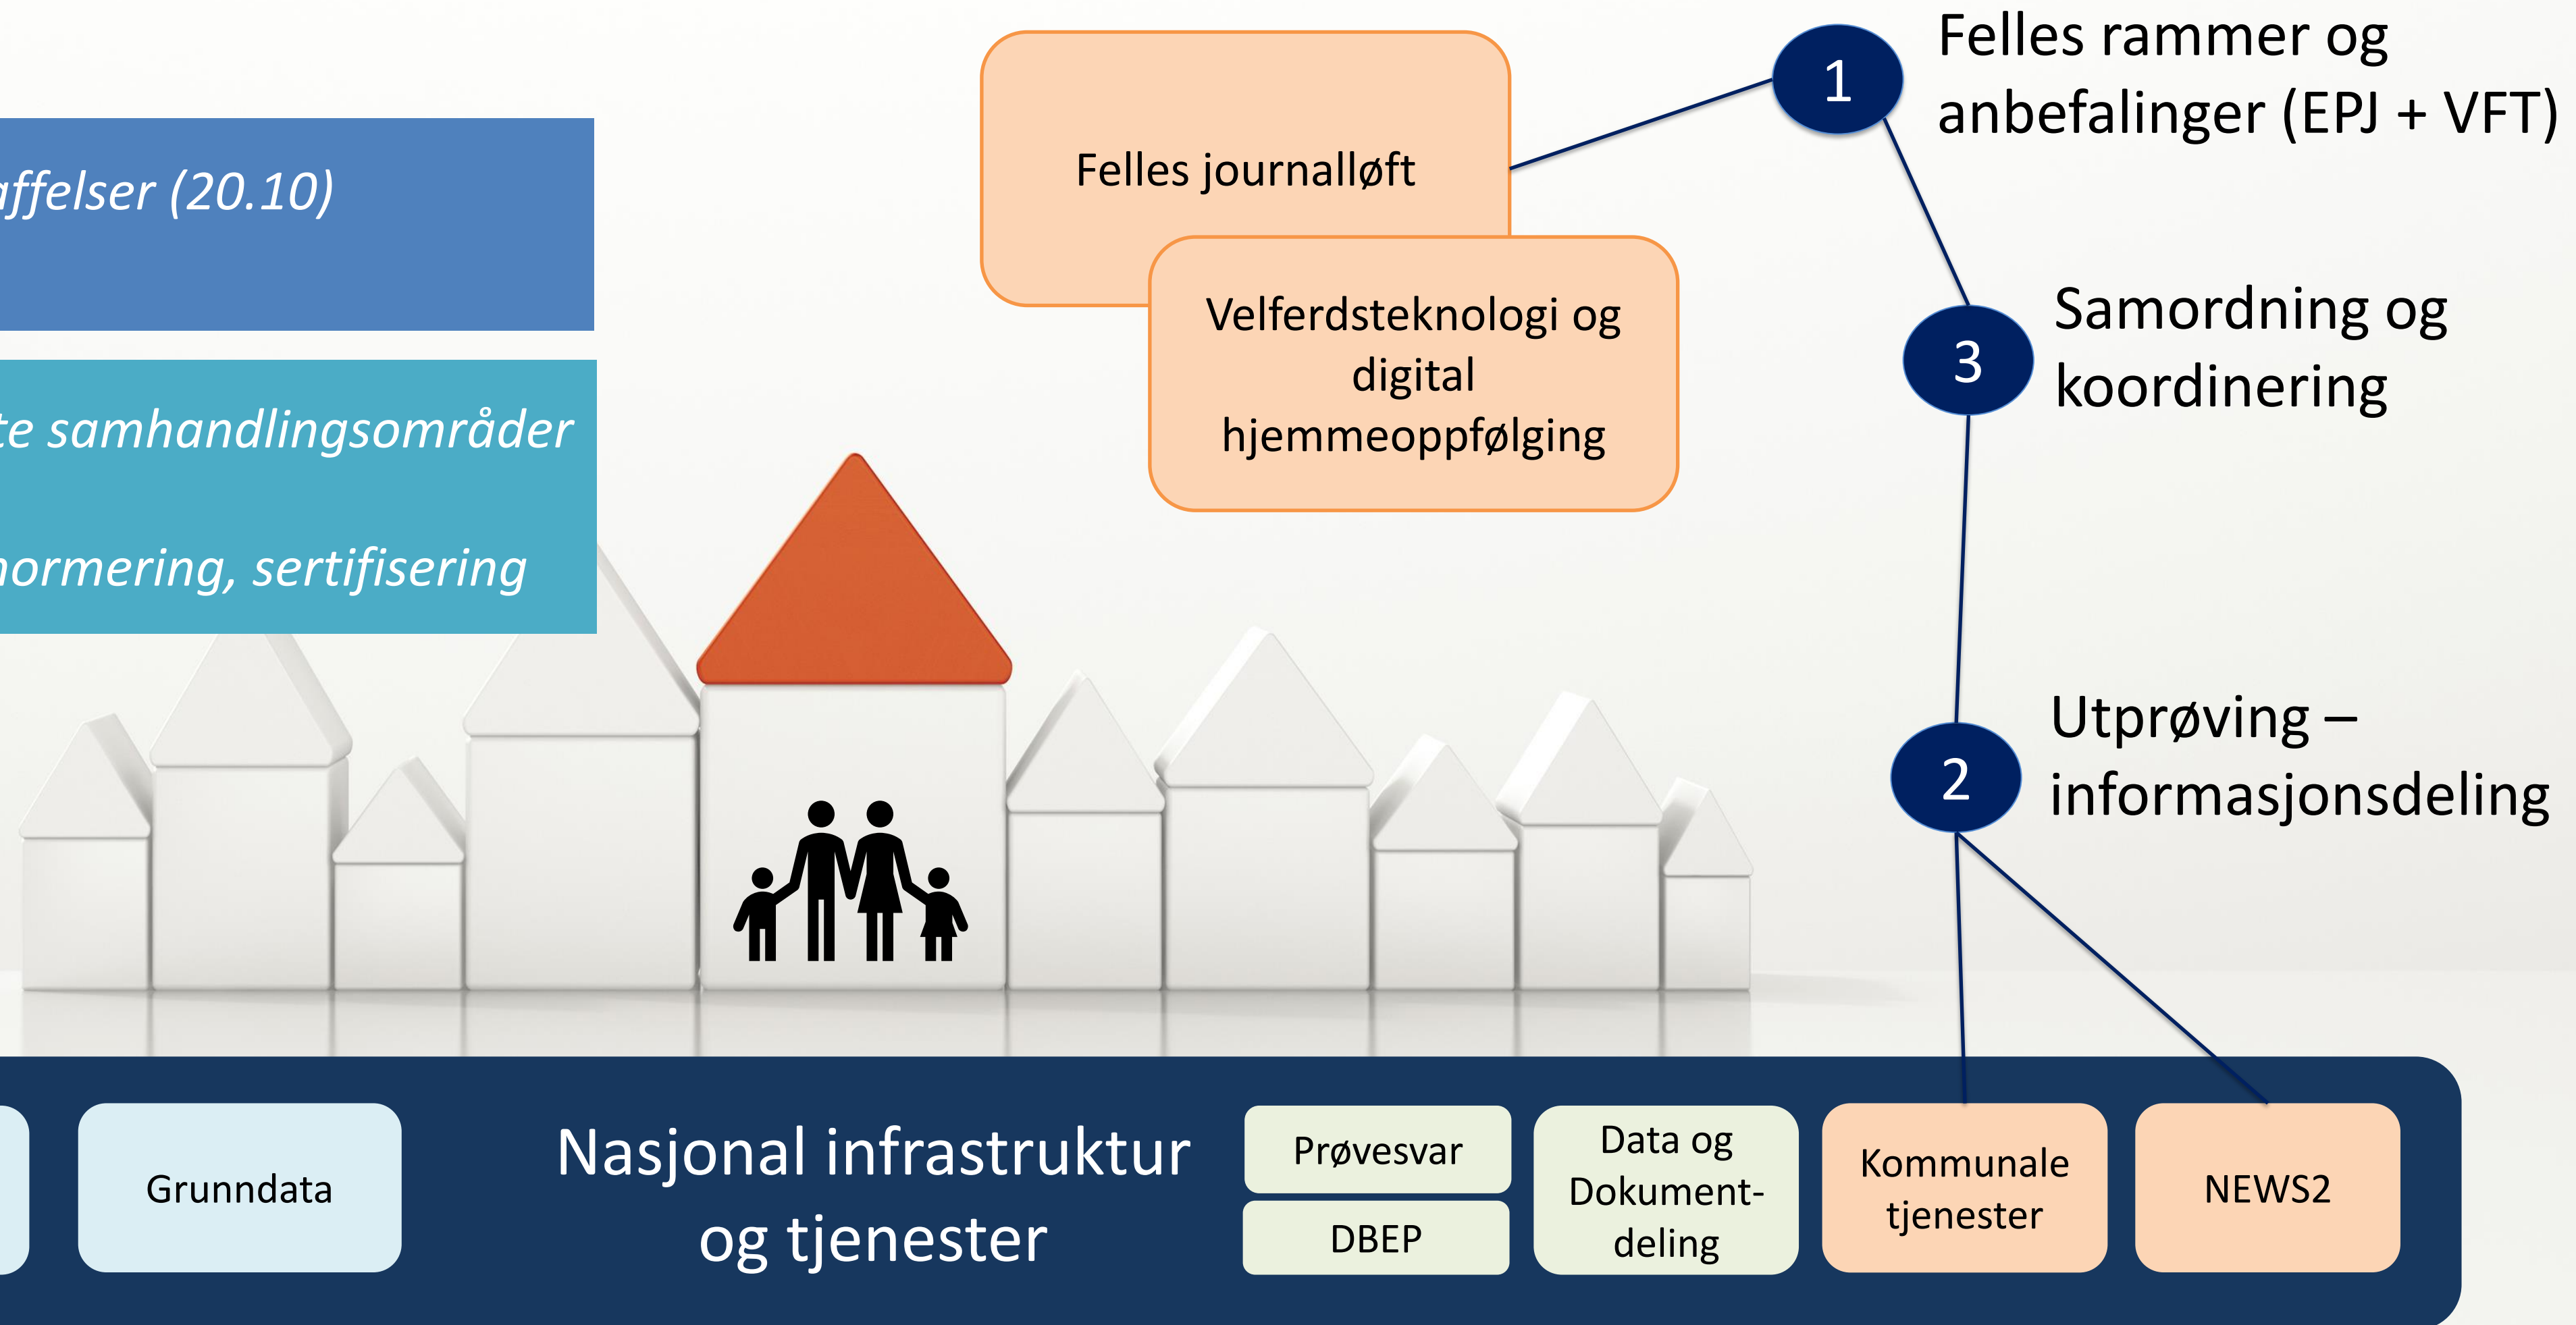 (20.10)
samhandlingsområder
normering, sertifisering
Felles journalløft
Velferdsteknologi og
digital
hjemmeoppfølging
1
Felles rammer og
anbefalinger (EPJ + VFT)
3
Samordning og
koordinering
2
Utprøving –
informasjonsdeling
Grunndata
Nasjonal infrastruktur
og tjenester
Prøvesvar
DBEP
Data og
Dokument-
deling
Kommunale
tjenester
NEWS2